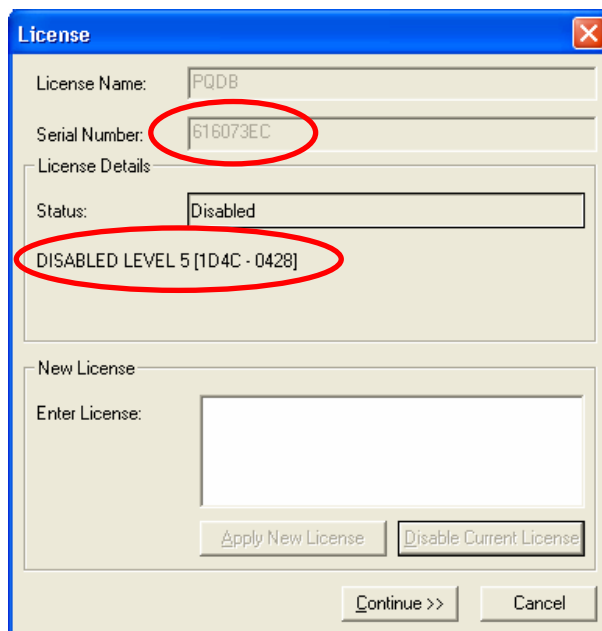 License
License Name: PQDB
Serial Number: 616073EC
License Details
Status: Disabled
DISABLED LEVEL 5 [1D4C - 0428]
New License
Enter License:
Apply New License Disable Current License
Continue >> Cancel